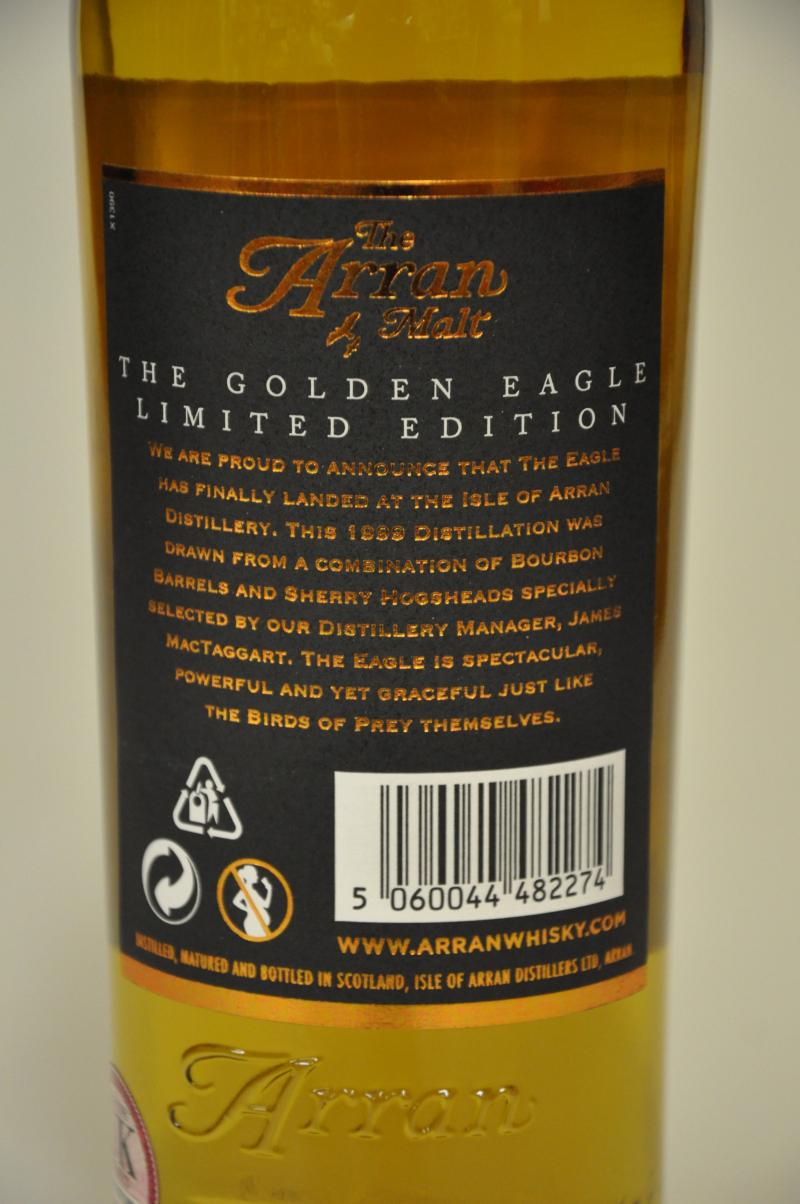 X1390
The
Arran
Malt
THE GOLDEN EAGLE
LIMITED EDITION
WE ARE PROUD TO ANNOUNCE THAT THE EAGLE
HAS FINALLY LANDED AT THE ISLE OF ARRAN
DISTILLERY. THIS 1999 DISTILLATION WAS
DRAWN FROM A COMBINATION OF BOURBON
BARRELS AND SHERRY HOGSHEADS SPECIALLY
SELECTED BY OUR DISTILLERY MANAGER, JAMES
MACTAGGART. THE EAGLE IS SPECTACULAR,
POWERFUL AND YET GRACEFUL JUST LIKE
THE BIRDS OF PREY THEMSELVES.
5 060044 482274
WWW.ARRANWHISKY.COM
DISTILLED, MATURED AND BOTTLED IN SCOTLAND, ISLE OF ARRAN DISTILLERS LTD, ARRAN.
Arran
K